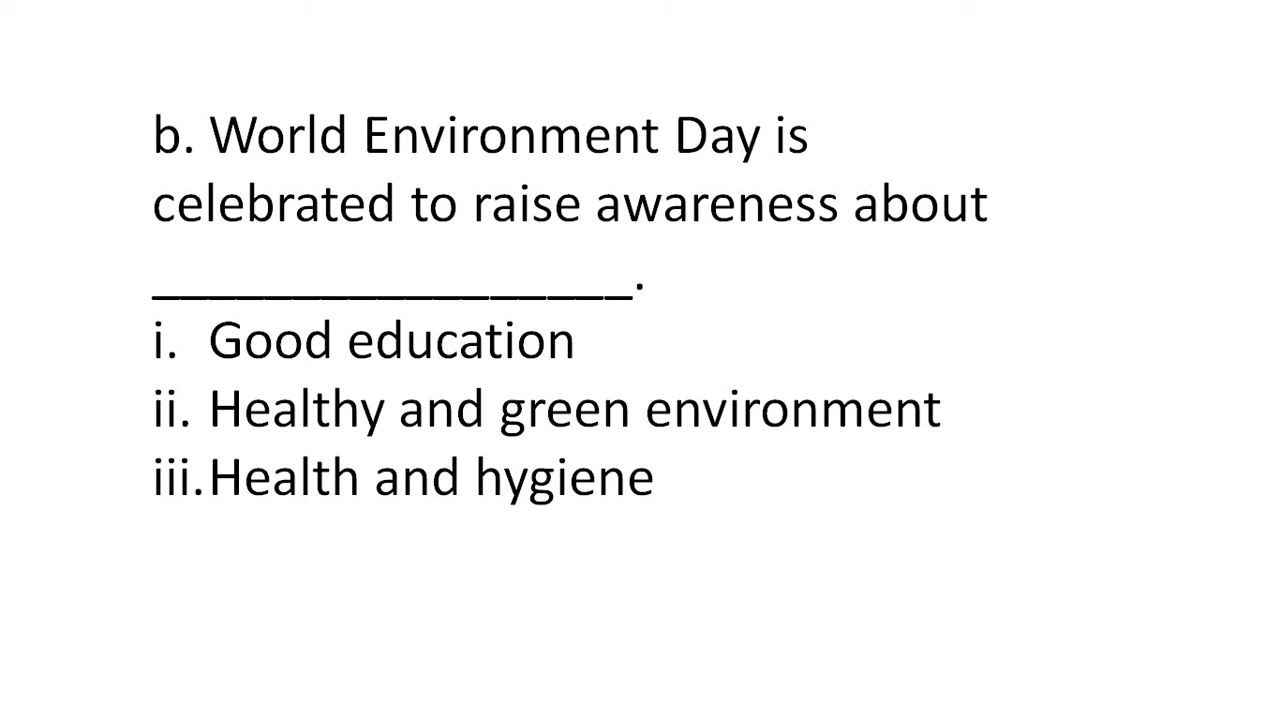 b. World Environment Day is
celebrated to raise awareness about
_________________.
i. Good education
ii. Healthy and green environment
iii. Health and hygiene